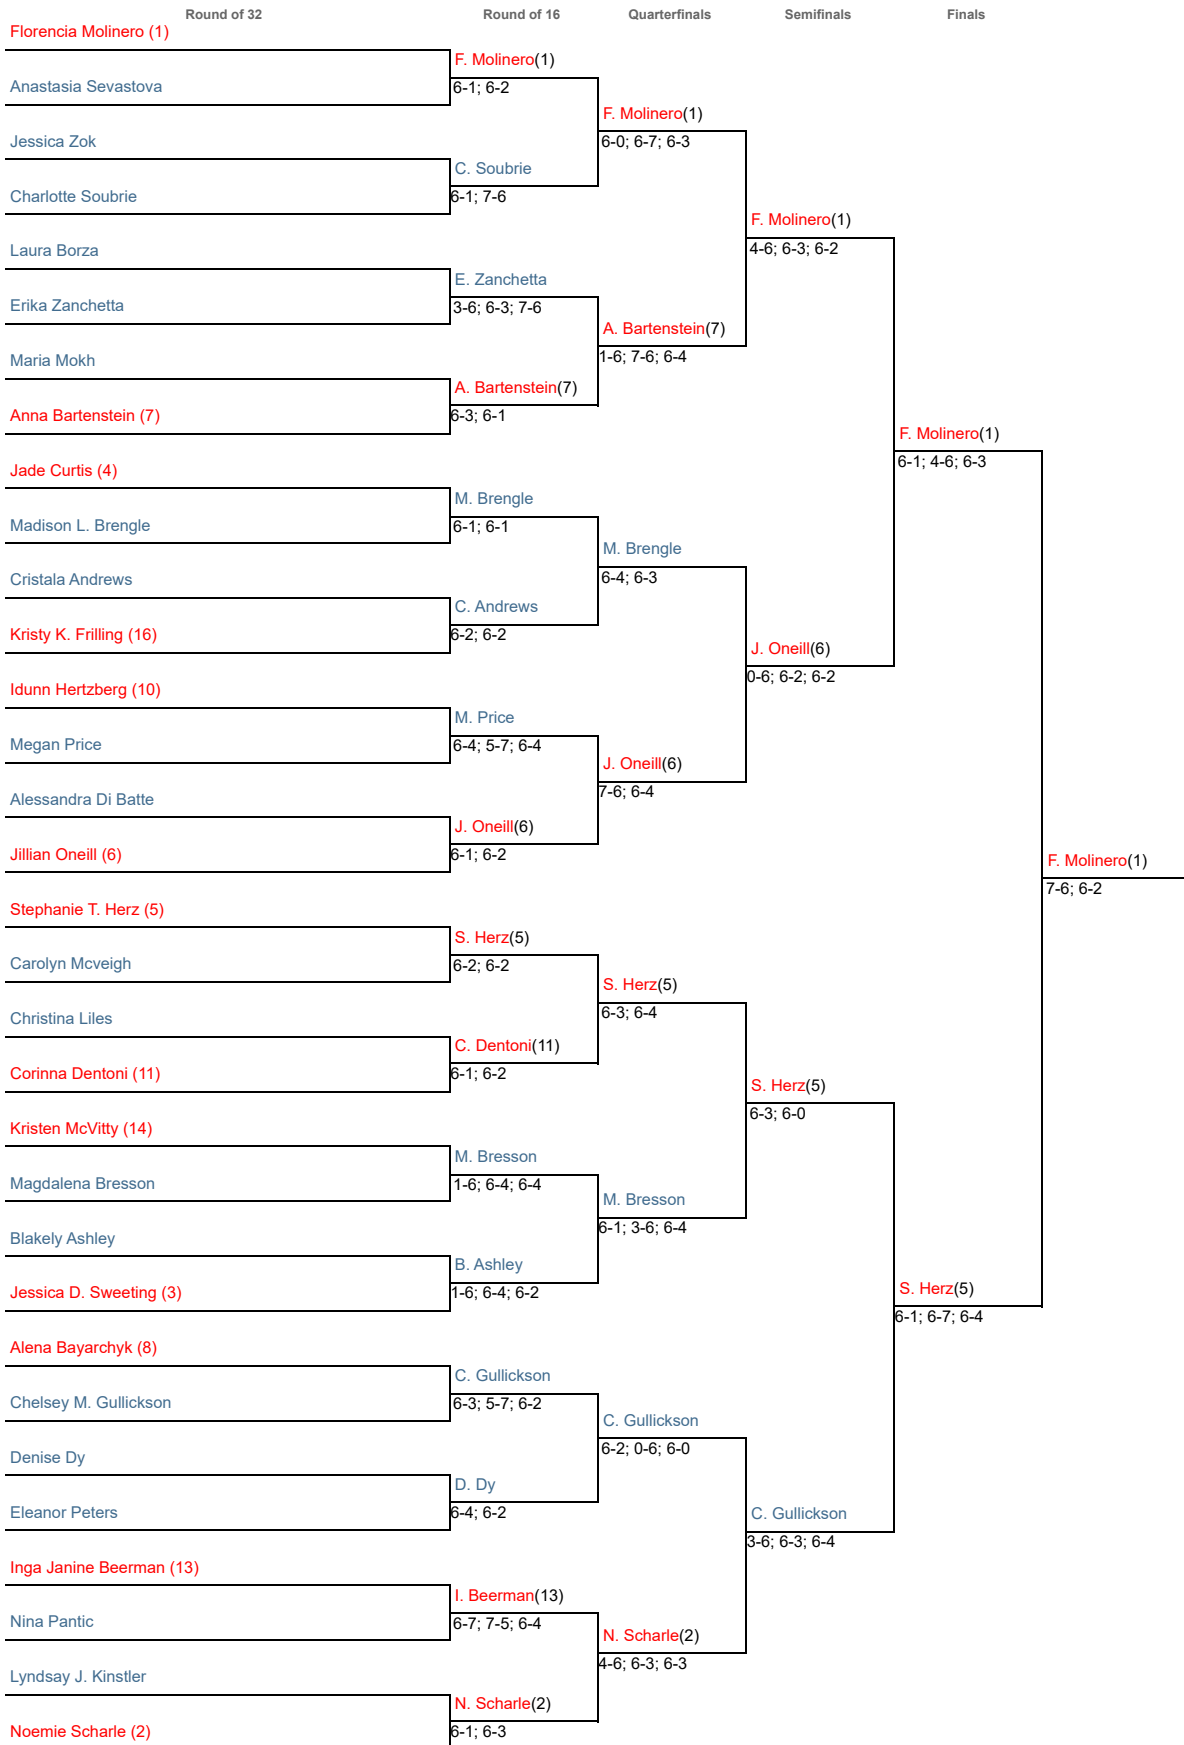 Round of 32 Round of 16 Quarterfinals Semifinals Finals
Florencia Molinero (1)
F. Molinero(1)
Anastasia Sevastova
6-1; 6-2
F. Molinero(1)
Jessica Zok
6-0; 6-7; 6-3
C. Soubrie
Charlotte Soubrie
6-1; 7-6
F. Molinero(1)
Laura Borza
4-6; 6-3; 6-2
E. Zanchetta
Erika Zanchetta
3-6; 6-3; 7-6
A. Bartenstein(7)
Maria Mokh
1-6; 7-6; 6-4
A. Bartenstein(7)
Anna Bartenstein (7)
6-3; 6-1
F. Molinero(1)
6-1; 4-6; 6-3
Jade Curtis (4)
M. Brengle
Madison L. Brengle
6-1; 6-1
M. Brengle
Cristala Andrews
6-4; 6-3
C. Andrews
Kristy K. Frilling (16)
6-2; 6-2
J. Oneill(6)
0-6; 6-2; 6-2
Idunn Hertzberg (10)
M. Price
Megan Price
6-4; 5-7; 6-4
J. Oneill(6)
Alessandra Di Batte
7-6; 6-4
J. Oneill(6)
Jillian Oneill (6)
6-1; 6-2
F. Molinero(1)
7-6; 6-2
Stephanie T. Herz (5)
S. Herz(5)
Carolyn Mcveigh
6-2; 6-2
S. Herz(5)
Christina Liles
6-3; 6-4
C. Dentoni(11)
Corinna Dentoni (11)
6-1; 6-2
S. Herz(5)
6-3; 6-0
Kristen McVitty (14)
M. Bresson
Magdalena Bresson
1-6; 6-4; 6-4
M. Bresson
Blakely Ashley
6-1; 3-6; 6-4
B. Ashley
Jessica D. Sweeting (3)
1-6; 6-4; 6-2
S. Herz(5)
6-1; 6-7; 6-4
Alena Bayarchyk (8)
C. Gullickson
Chelsey M. Gullickson
6-3; 5-7; 6-2
C. Gullickson
Denise Dy
6-2; 0-6; 6-0
D. Dy
Eleanor Peters
6-4; 6-2
C. Gullickson
3-6; 6-3; 6-4
Inga Janine Beerman (13)
I. Beerman(13)
Nina Pantic
6-7; 7-5; 6-4
N. Scharle(2)
Lyndsay J. Kinstler
4-6; 6-3; 6-3
N. Scharle(2)
Noemie Scharle (2)
6-1; 6-3